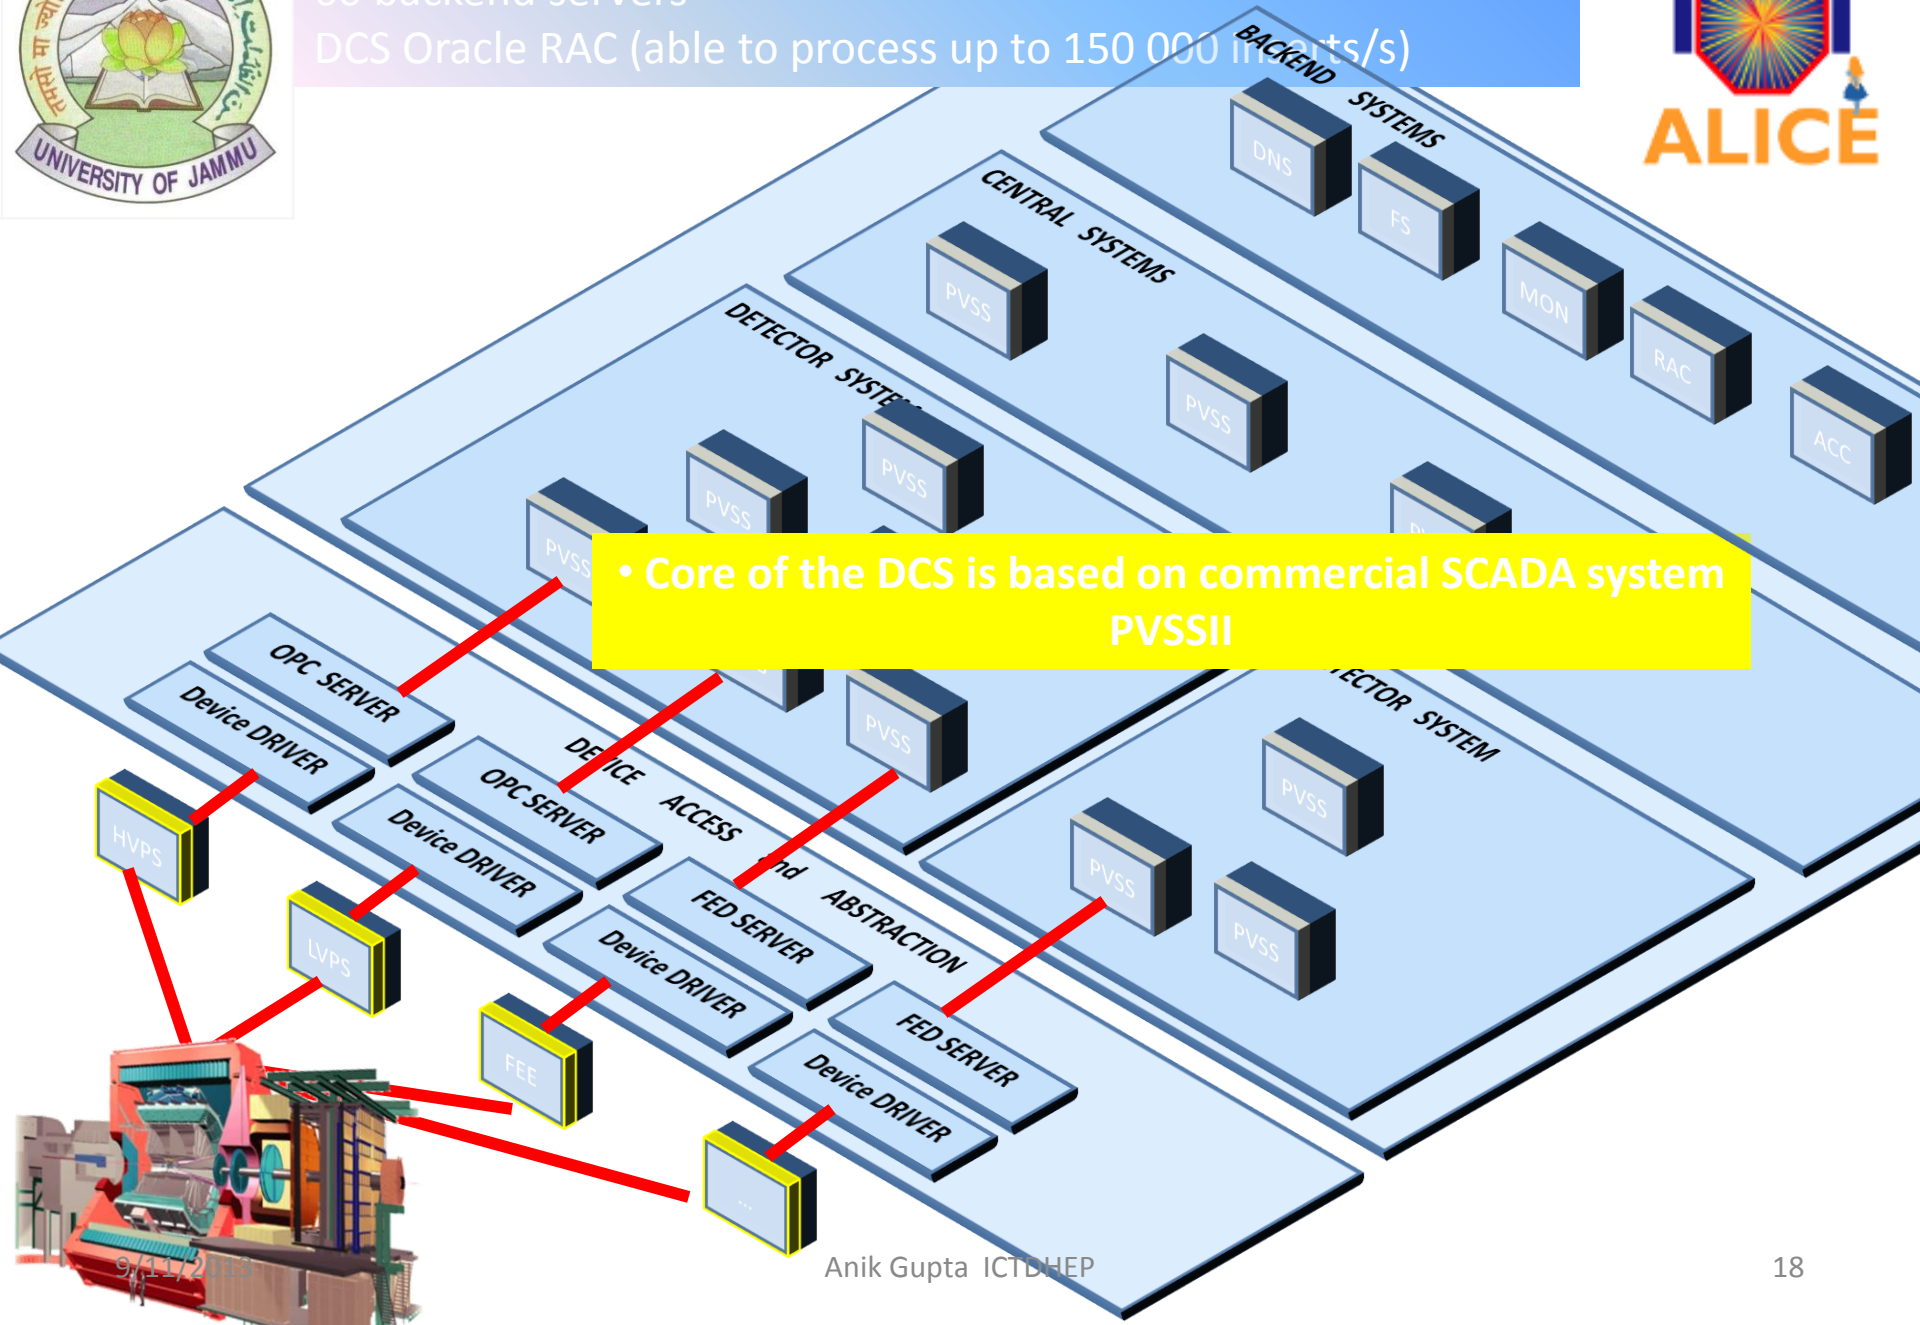 backend servers
DCS Oracle RAC (able to process up to 150 000 inserts/s)
UNIVERSITY OF JAMMU
ALICE
BACKEND SYSTEMS
DNS
FS
MON
RAC
ACC
CENTRAL SYSTEMS
PVSS
PVSS
DETECTOR SYSTEM
PVSS
PVSS
PVSS
• Core of the DCS is based on commercial SCADA system
PVSSII
PVSS
SYSTEM
PVSS
PVSS
PVSS
OPC SERVER
Device DRIVER
OPC SERVER
Device DRIVER
FED SERVER
Device DRIVER
FED SERVER
Device DRIVER
DEVICE ACCESS and ABSTRACTION
HVPS
LVPS
FEE
...
9/11/2013
Anik Gupta ICTDHEP
18